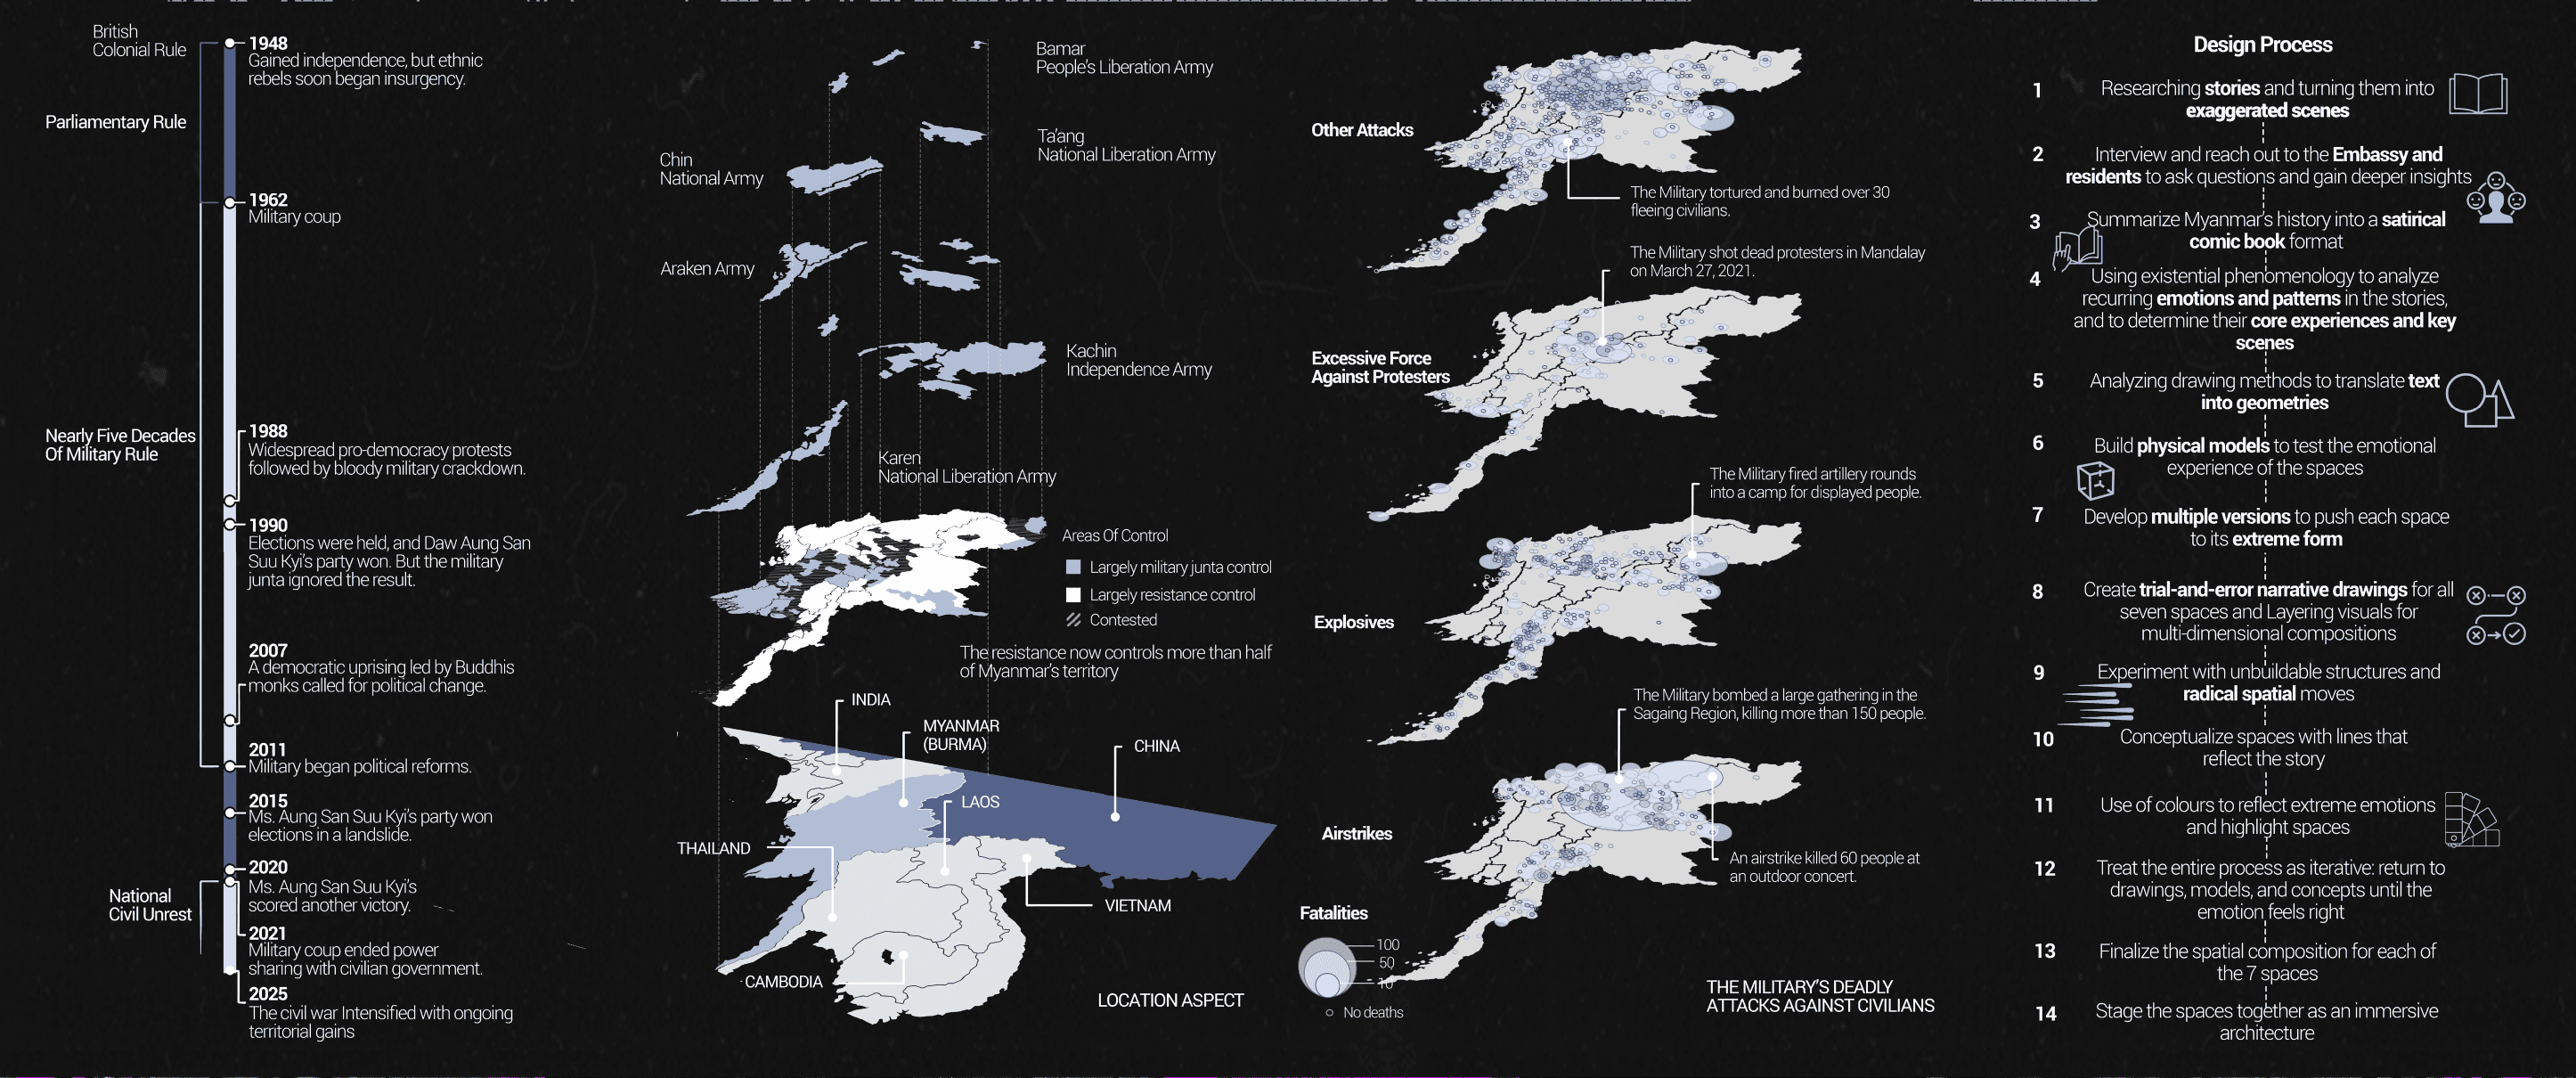 British
Colonial Rule
Parliamentary Rule
Nearly Five Decades
Of Military Rule
National
Civil Unrest
1948
Gained independence, but ethnic
rebels soon began insurgency.
1962
Military coup
1988
Widespread pro-democracy protests
followed by bloody military crackdown.
1990
Elections were held, and Daw Aung San
Suu Kyi's party won. But the military
junta ignored the result.
2007
A democratic uprising led by Buddhis
monks called for political change.
2011
Military began political reforms.
2015
Ms. Aung San Suu Kyi's party won
elections in a landslide.
2020
Ms. Aung San Suu Kyi's
scored another victory.
2021
Military coup ended power
sharing with civilian government.
2025
The civil war Intensified with ongoing
territorial gains
Bamar
People's Liberation Army
Ta'ang
National Liberation Army
Chin
National Army
Araken Army
Kachin
Independence Army
Karen
National Liberation Army
Areas Of Control
Largely military junta control
Largely resistance control
Contested
The resistance now controls more than half
of Myanmar's territory
INDIA
MYANMAR
(BURMA)
CHINA
LAOS
THAILAND
VIETNAM
CAMBODIA
LOCATION ASPECT
Other Attacks
The Military tortured and burned over 30
fleeing civilians.
The Military shot dead protesters in Mandalay
on March 27, 2021.
Excessive Force
Against Protesters
The Military fired artillery rounds
into a camp for displayed people.
Explosives
The Military bombed a large gathering in the
Sagaing Region, killing more than 150 people.
Airstrikes
An airstrike killed 60 people at
an outdoor concert.
Fatalities
100
50
10
No deaths
THE MILITARY'S DEADLY
ATTACKS AGAINST CIVILIANS
Design Process
1
Researching stories and turning them into
exaggerated scenes
2
Interview and reach out to the Embassy and
residents to ask questions and gain deeper insights
3
Summarize Myanmar's history into a satirical
comic book format
4
Using existential phenomenology to analyze
recurring emotions and patterns in the stories,
and to determine their core experiences and key
scenes
5
Analyzing drawing methods to translate text
into geometries
6
Build physical models to test the emotional
experience of the spaces
7
Develop multiple versions to push each space
to its extreme form
8
Create trial-and-error narrative drawings for all
seven spaces and Layering visuals for
multi-dimensional compositions
9
Experiment with unbuildable structures and
radical spatial moves
10
Conceptualize spaces with lines that
reflect the story
11
Use of colours to reflect extreme emotions
and highlight spaces
12
Treat the entire process as iterative: return to
drawings, models, and concepts until the
emotion feels right
13
Finalize the spatial composition for each of
the 7 spaces
14
Stage the spaces together as an immersive
architecture